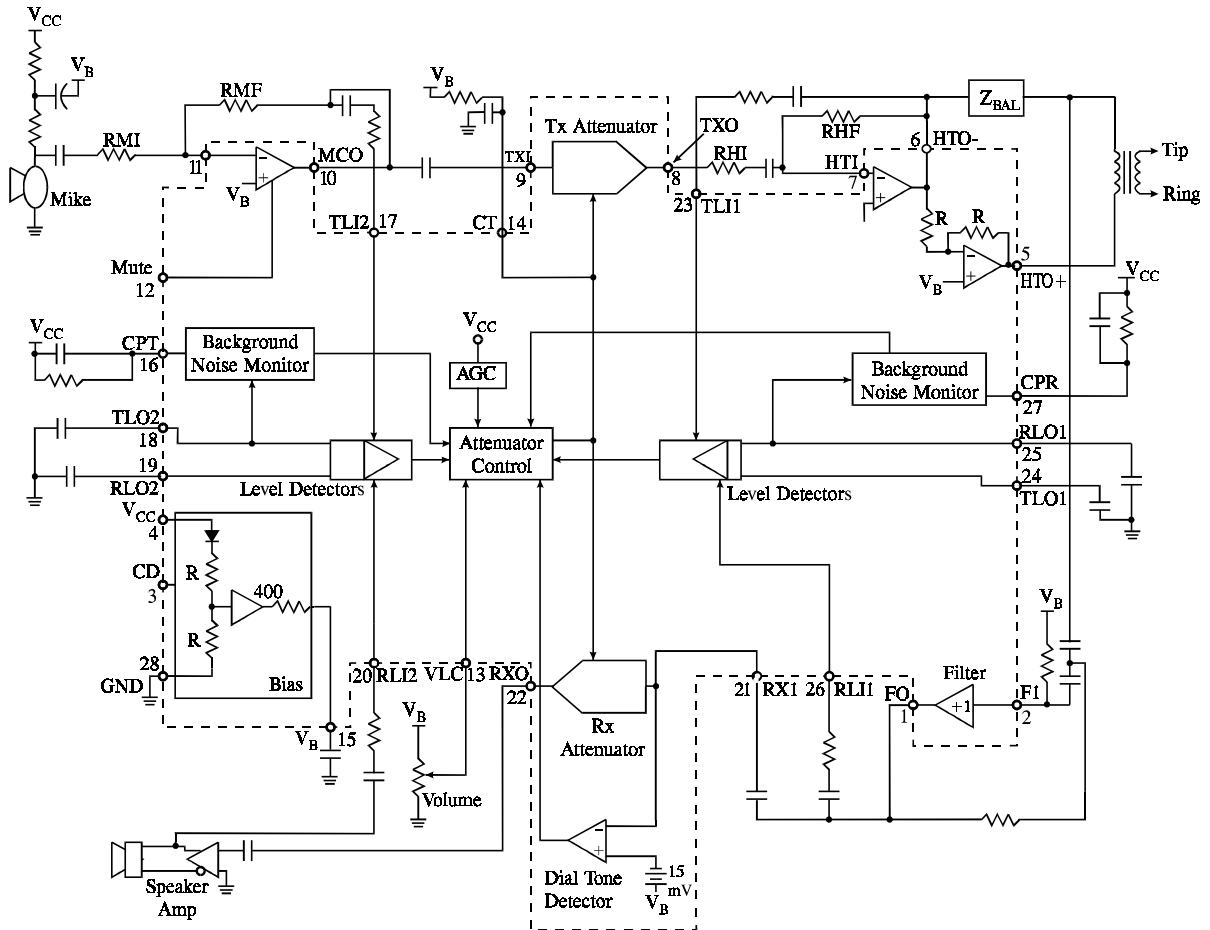 VCC
VB
RMF
RMI
Mike
11
VB
MCO
10
VB
TXI
9
Tx Attenuator
TXO
8
RHI
RHF
HTI
7
6
HTO-
ZBAL
Tip
Ring
23
TLI1
TLI2
17
CT
14
R
R
VB
5
HTO+
Mute
12
VCC
VCC
CPT
16
Background
Noise Monitor
VCC
AGC
Background
Noise Monitor
CPR
27
TLO2
18
19
RLO2
Level Detectors
Attenuator
Control
Level Detectors
RLO1
25
24
TLO1
VCC
4
CD
3
28
GND
R
R
400
Bias
VB
15
20
RLI2
VLC
13
RXO
22
VB
Volume
Rx
Attenuator
21
RX1
26
RLI1
FO
1
Filter
+1
F1
2
VB
Speaker
Amp
Dial Tone
Detector
15
mV
VB